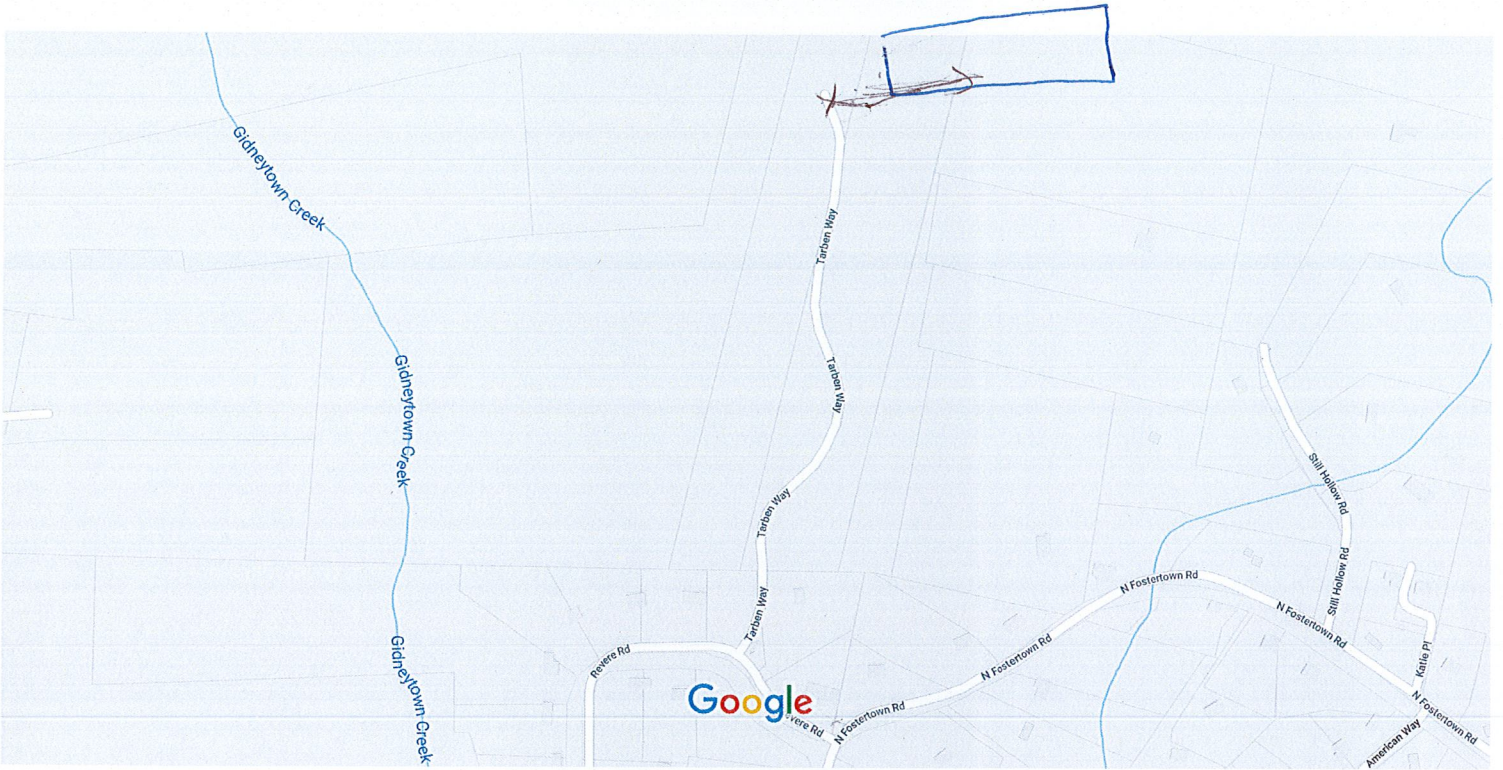 Gidneytown Creek
Tarben Way
Gidneytown Creek
Tarben Way
Still Hollow Rd
Tarben Way
Still Hollow Rd
N Fostertown Rd
Tarben Way
N Fostertown Rd
Revere Rd
N Fostertown Rd
Katie Pl
Gidneytown Creek
Google
vere Rd
N Fostertown Rd
N Fostertown Rd
American Way